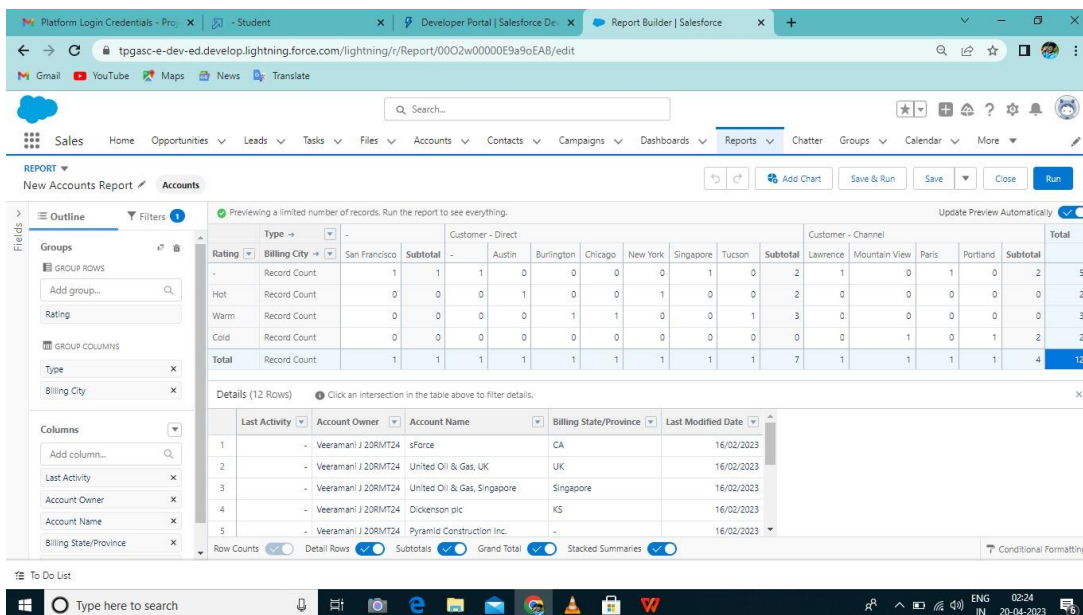 Platform Login Credentials - Proj
- Student
Developer Portal | Salesforce De
Report Builder | Salesforce
tpgasc-e-dev-ed.develop.lightning.force.com/lightning/r/Report/00O2w00000E9a9oEAB/edit
Gmail YouTube Maps News Translate
Search...
Sales Home Opportunities Leads Tasks Files Accounts Contacts Campaigns Dashboards Reports Chatter Groups Calendar More
REPORT
New Accounts Report Accounts
Add Chart Save & Run Save Close Run
Fields
Outline Filters 1
Previewing a limited number of records. Run the report to see everything.
Update Preview Automatically
Groups
GROUP ROWS
Add group...
Rating
GROUP COLUMNS
Type
Billing City
Columns
Add column...
Last Activity
Account Owner
Account Name
Billing State/Province
Type → - Customer - Direct Customer - Channel Total
Rating Billing City → San Francisco Subtotal - Austin Burlington Chicago New York Singapore Tucson Subtotal Lawrence Mountain View Paris Portland Subtotal
- Record Count 1 1 1 0 0 0 0 1 0 2 1 0 1 0 2 5
Hot Record Count 0 0 0 1 0 0 1 0 0 2 0 0 0 0 0 2
Warm Record Count 0 0 0 0 1 1 0 0 1 3 0 0 0 0 0 3
Cold Record Count 0 0 0 0 0 0 0 0 0 0 0 1 0 1 2 2
Total Record Count 1 1 1 1 1 1 1 1 1 7 1 1 1 1 4 12
Details (12 Rows) Click an intersection in the table above to filter details.
Last Activity Account Owner Account Name Billing State/Province Last Modified Date
1 - Veeramani J 20RMT24 sForce CA 16/02/2023
2 - Veeramani J 20RMT24 United Oil & Gas, UK UK 16/02/2023
3 - Veeramani J 20RMT24 United Oil & Gas, Singapore Singapore 16/02/2023
4 - Veeramani J 20RMT24 Dickenson plc KS 16/02/2023
5 - Veeramani J 20RMT24 Pyramid Construction Inc. - 16/02/2023
Row Counts Detail Rows Subtotals Grand Total Stacked Summaries
Conditional Formatting
To Do List
Type here to search
ENG
IN
02:24
20-04-2023